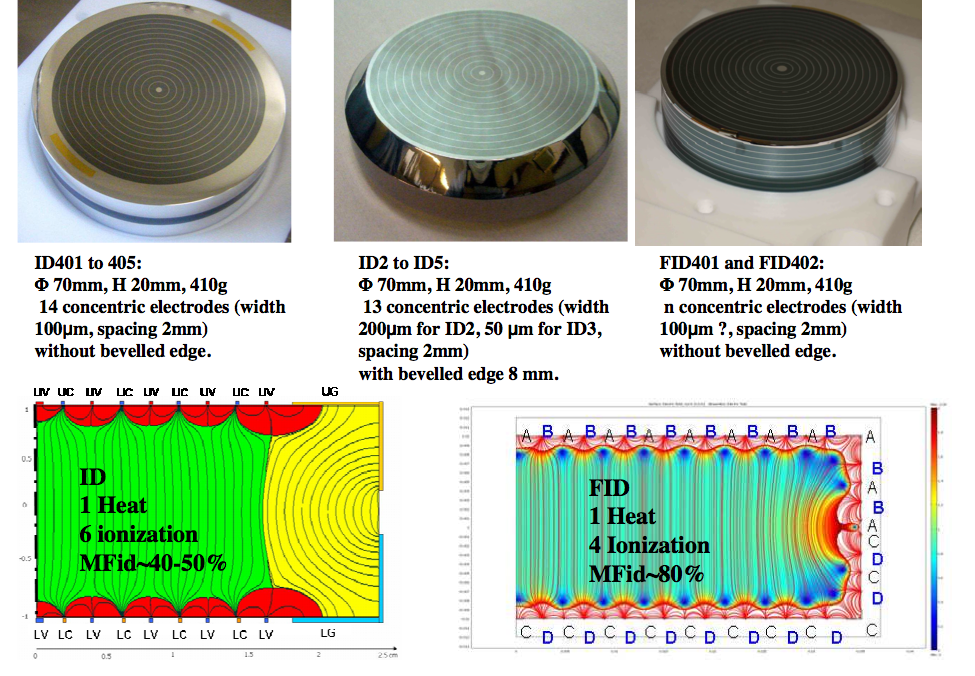 ID401 to 405:
Φ 70mm, H 20mm, 410g
14 concentric electrodes (width
100μm, spacing 2mm)
without bevelled edge.
ID2 to ID5:
Φ 70mm, H 20mm, 410g
13 concentric electrodes (width
200μm for ID2, 50 μm for ID3,
spacing 2mm)
with bevelled edge 8 mm.
FID401 and FID402:
Φ 70mm, H 20mm, 410g
n concentric electrodes (width
100μm ?, spacing 2mm)
without bevelled edge.
UV UC UV UC UV UC UV UC UV UG
1
0.5
0
-0.5
-1
ID
1 Heat
6 ionization
MFid~40-50%
LV LC LV LC LV LC LV LC LV LG
0 0.5 1 1.5 2 2.5 cm
A B A B A B A B A B A B A B A B A
B
A
B
A
C
D
C
D
C
FID
1 Heat
4 Ionization
MFid~80%
C D C D C D C D C D C D C D C D